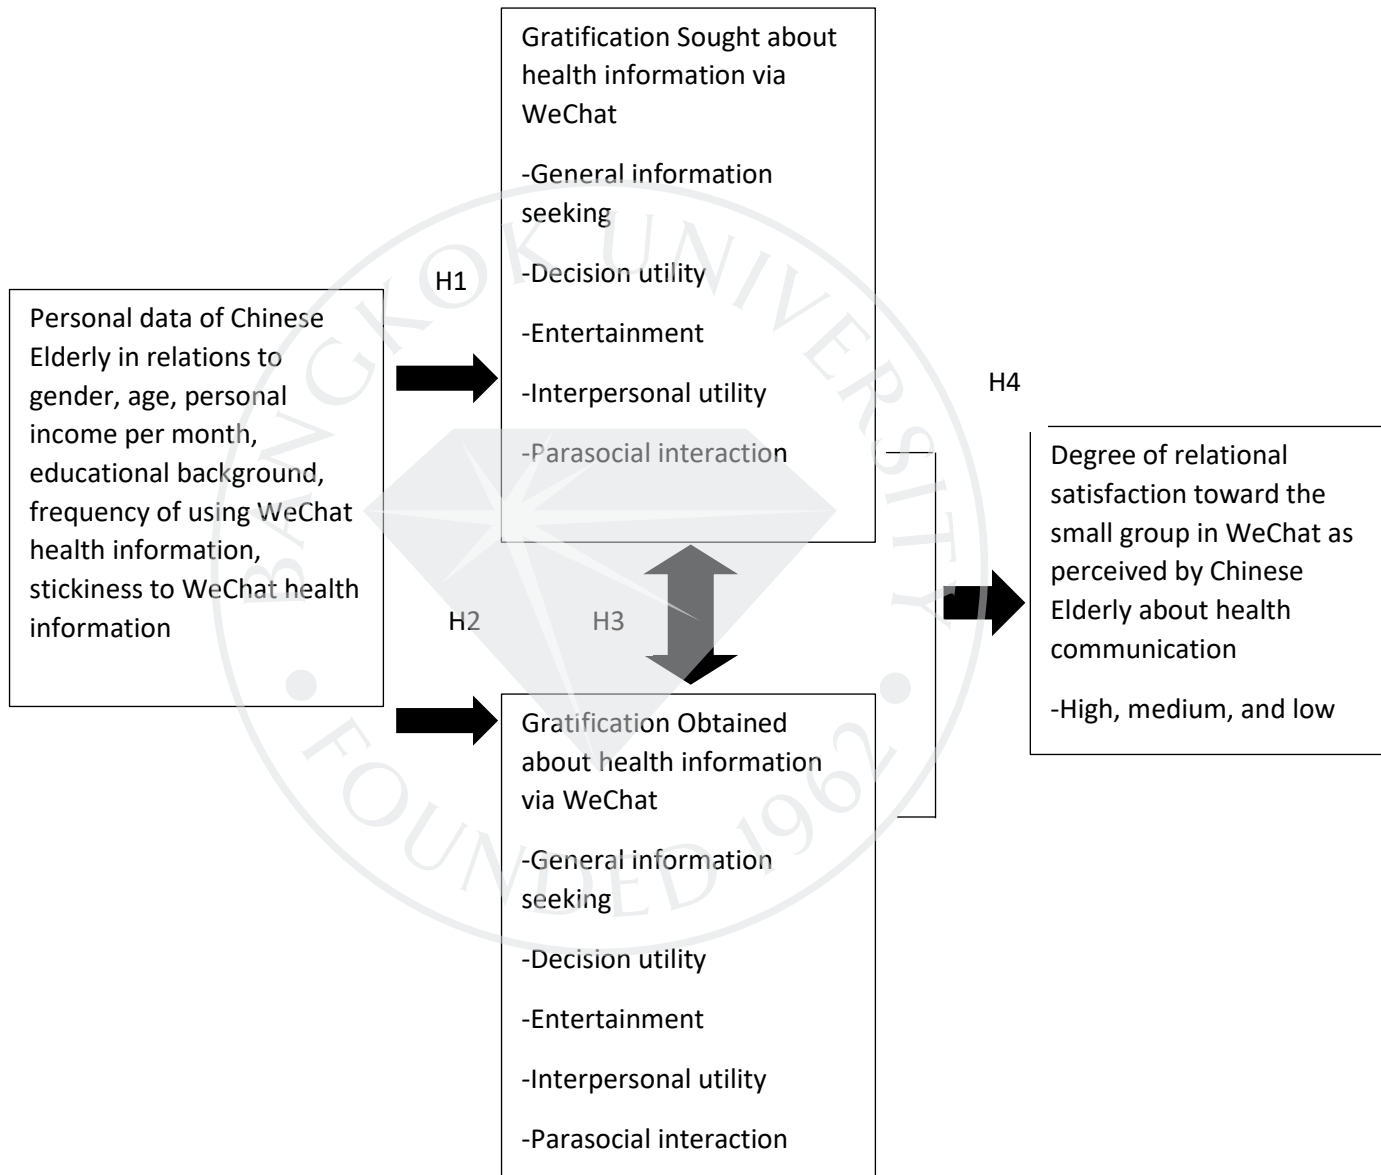 Gratification Sought about
health information via
WeChat
-General information
seeking
-Decision utility
-Entertainment
-Interpersonal utility
-Parasocial interaction
H1
Personal data of Chinese
Elderly in relations to
gender, age, personal
income per month,
educational background,
frequency of using WeChat
health information,
stickiness to WeChat health
information
H2
H3
H4
Degree of relational
satisfaction toward the
small group in WeChat as
perceived by Chinese
Elderly about health
communication
-High, medium, and low
Gratification Obtained
about health information
via WeChat
-General information
seeking
-Decision utility
-Entertainment
-Interpersonal utility
-Parasocial interaction
BANGKOK UNIVERSITY
FOUNDED 1962